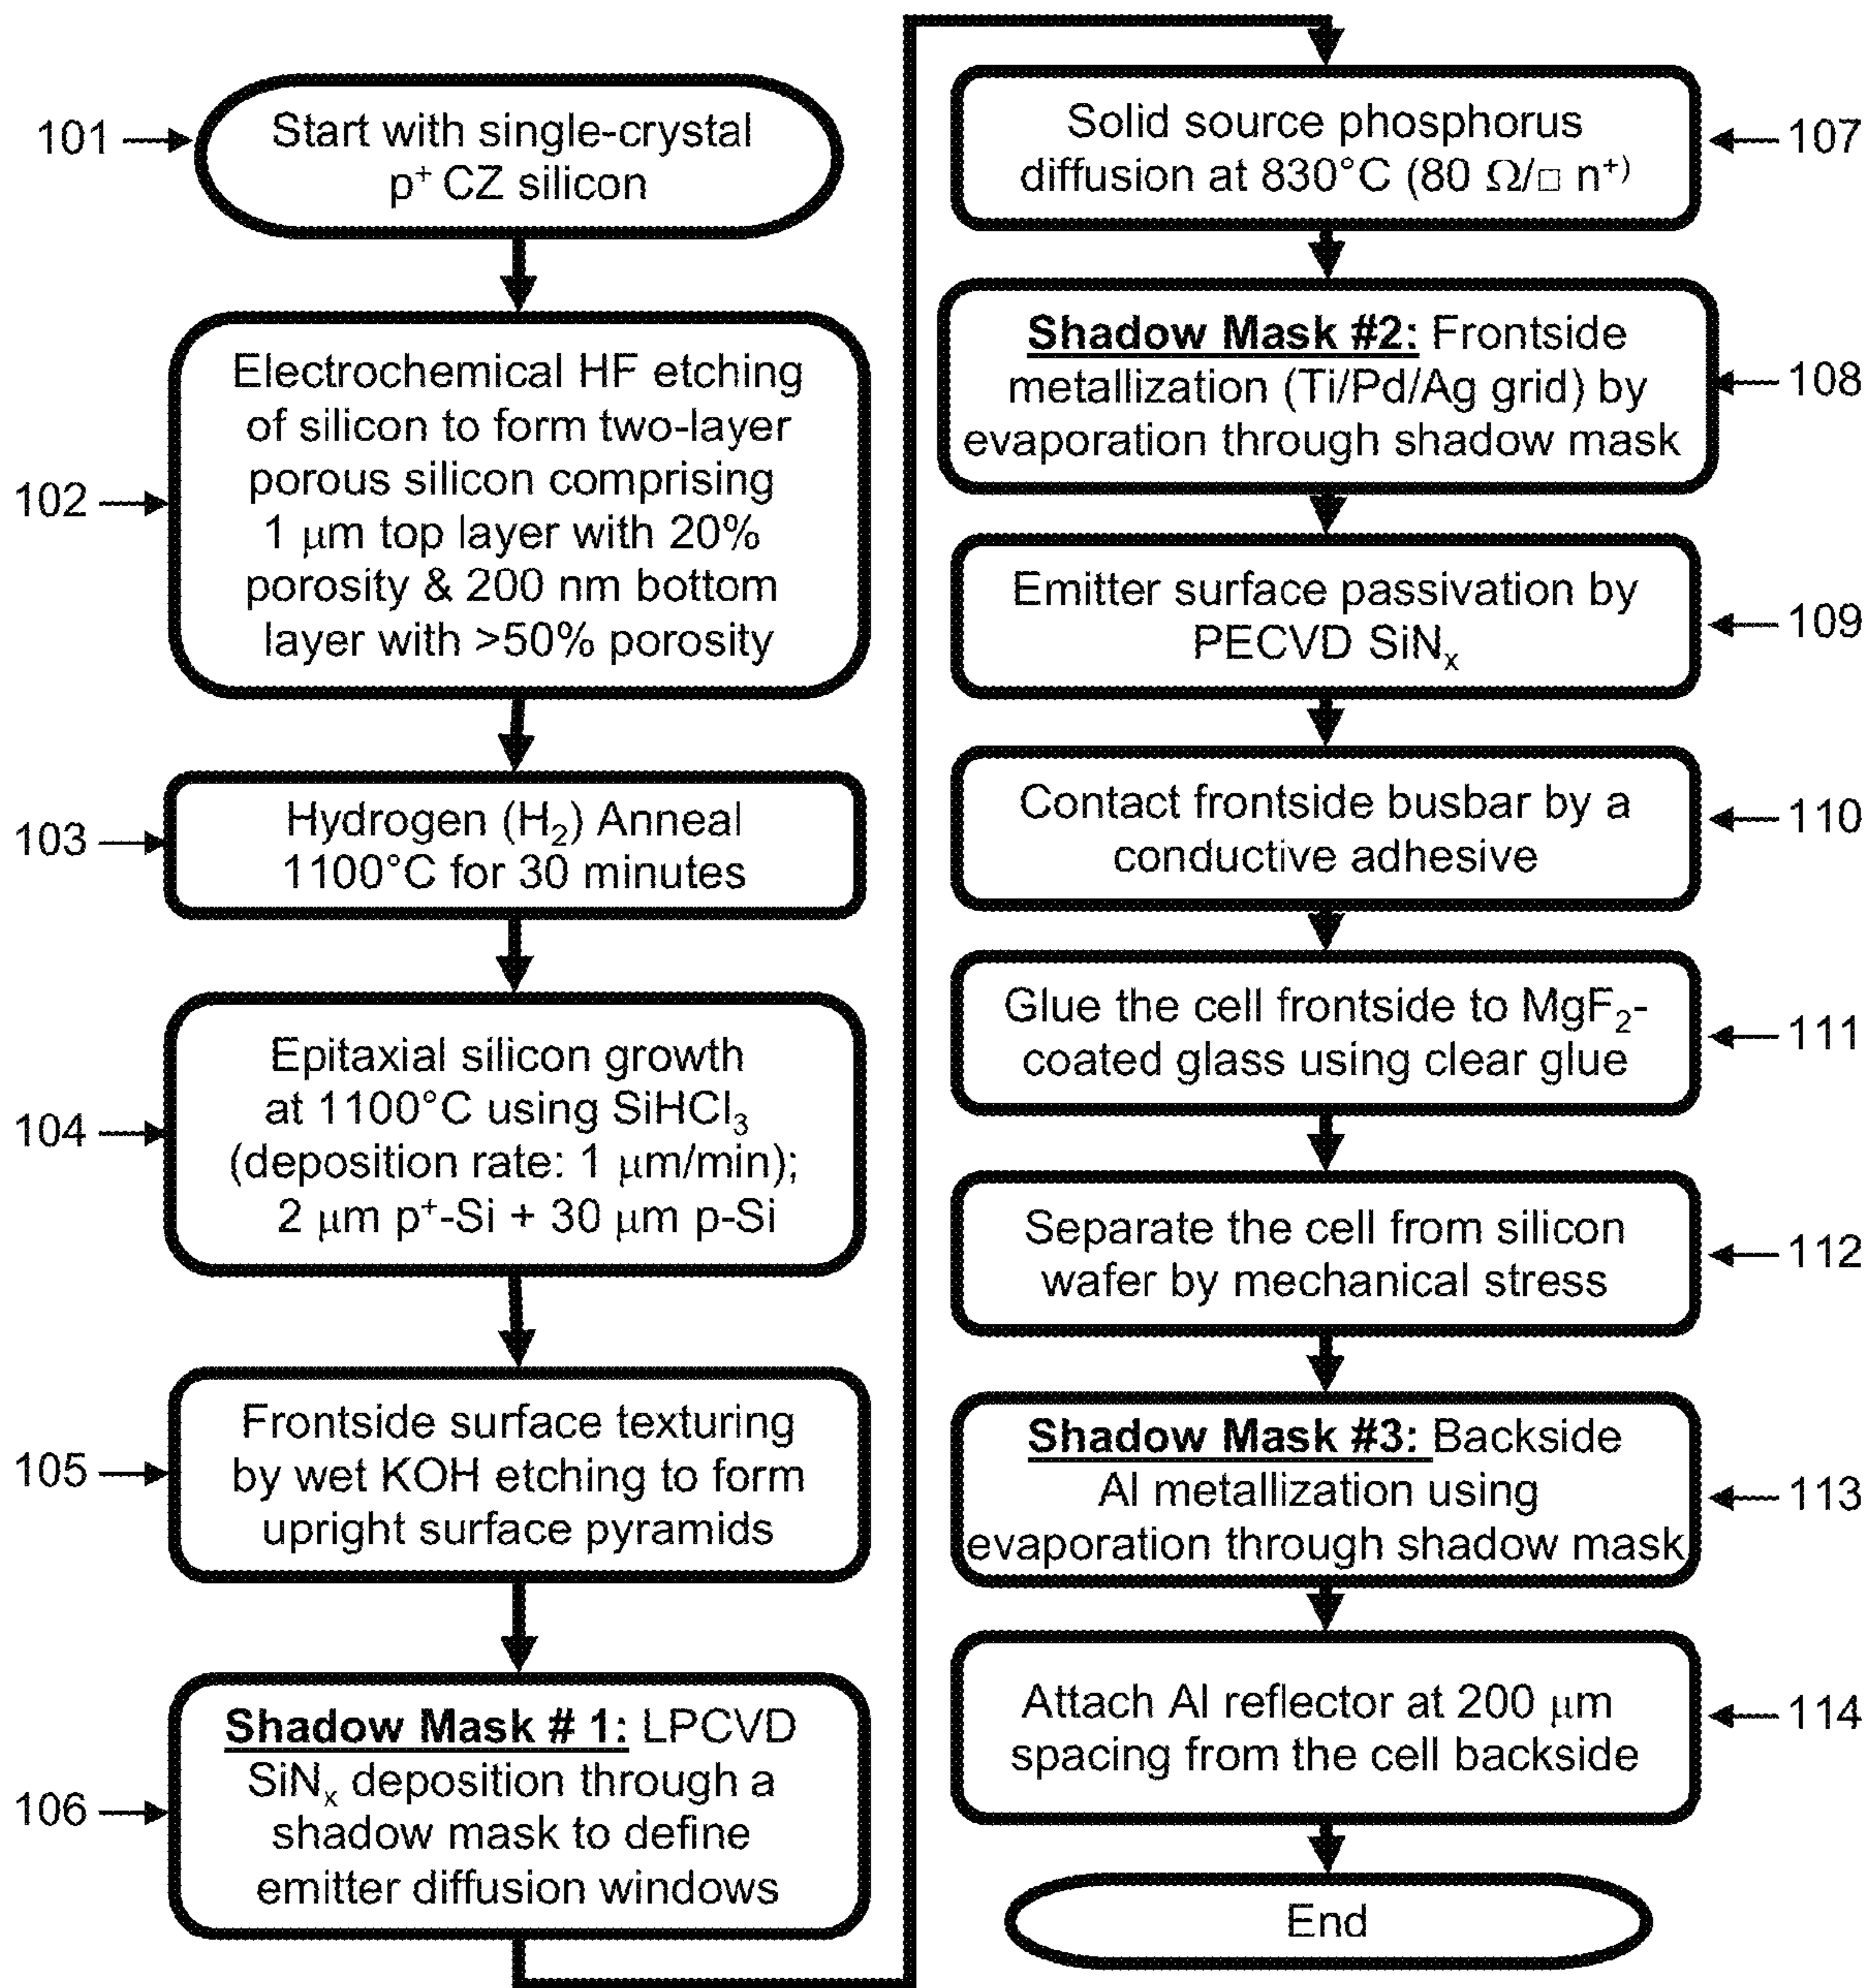 101
Start with single-crystal
p⁺ CZ silicon
102
Electrochemical HF etching
of silicon to form two-layer
porous silicon comprising
1 μm top layer with 20%
porosity & 200 nm bottom
layer with >50% porosity
103
Hydrogen (H₂) Anneal
1100°C for 30 minutes
104
Epitaxial silicon growth
at 1100°C using SiHCl₃
(deposition rate: 1 μm/min);
2 μm p⁺-Si + 30 μm p-Si
105
Frontside surface texturing
by wet KOH etching to form
upright surface pyramids
106
Shadow Mask # 1: LPCVD
SiNₓ deposition through a
shadow mask to define
emitter diffusion windows
Solid source phosphorus
diffusion at 830°C (80 Ω/□ n⁺⁾
107
Shadow Mask #2: Frontside
metallization (Ti/Pd/Ag grid) by
evaporation through shadow mask
108
Emitter surface passivation by
PECVD SiNₓ
109
Contact frontside busbar by a
conductive adhesive
110
Glue the cell frontside to MgF₂-
coated glass using clear glue
111
Separate the cell from silicon
wafer by mechanical stress
112
Shadow Mask #3: Backside
Al metallization using
evaporation through shadow mask
113
Attach Al reflector at 200 μm
spacing from the cell backside
114
End